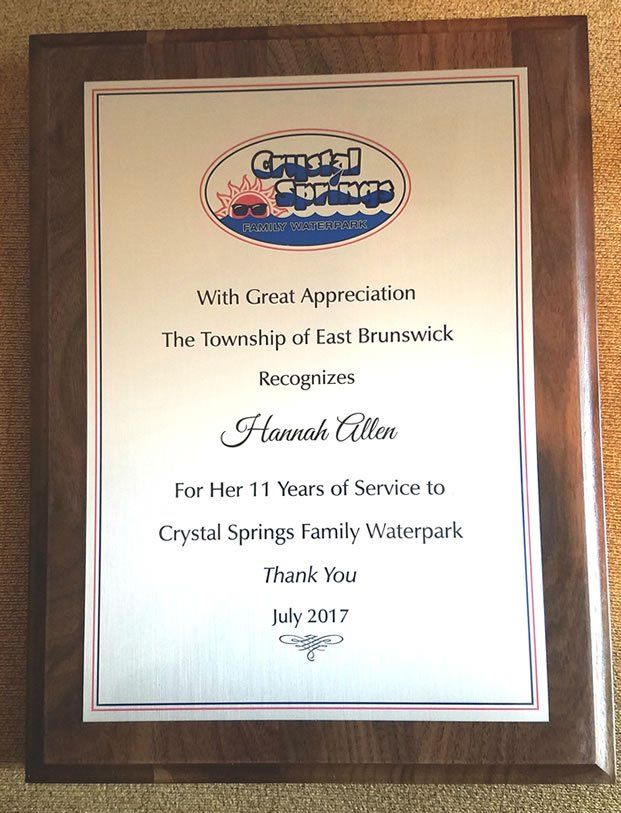 Crystal
Springs
FAMILY WATERPARK
With Great Appreciation
The Township of East Brunswick
Recognizes
Hannah Allen
For Her 11 Years of Service to
Crystal Springs Family Waterpark
Thank You
July 2017